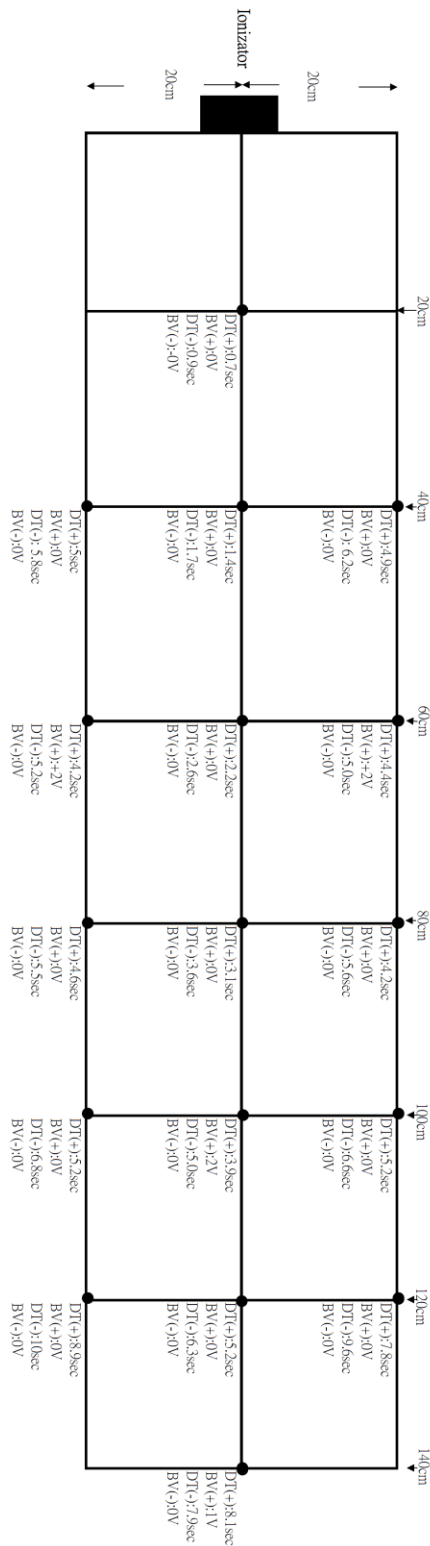 Ionizator
20cm
20cm
20cm
40cm
60cm
80cm
100cm
120cm
140cm
DT(+):4.9sec
BV(+):0V
DT(-): 6.2sec
BV(-):0V
DT(+):4.4sec
BV(+):+2V
DT(-):5.0sec
BV(-):0V
DT(+):4.2sec
BV(+):0V
DT(-):5.6sec
BV(-):0V
DT(+):5.2sec
BV(+):0V
DT(-):6.6sec
BV(-):0V
DT(+):7.8sec
BV(+):0V
DT(-):9.6sec
BV(-):0V
DT(+):0.7sec
BV(+):0V
DT(-):0.9sec
BV(-):-0V
DT(+):1.4sec
BV(+):0V
DT(-):1.7sec
BV(-):0V
DT(+):2.2sec
BV(+):0V
DT(-):2.6sec
BV(-):0V
DT(+):3.1sec
BV(+):0V
DT(-):3.6sec
BV(-):0V
DT(+):3.9sec
BV(+):2V
DT(-):5.0sec
BV(-):0V
DT(+):5.2sec
BV(+):0V
DT(-):6.3sec
BV(-):0V
DT(+):8.1sec
BV(+):1V
DT(-):7.9sec
BV(-):0V
DT(+):5sec
BV(+):0V
DT(-): 5.8sec
BV(-):0V
DT(+):4.2sec
BV(+):+2V
DT(-):5.2sec
BV(-):0V
DT(+):4.6sec
BV(+):0V
DT(-):5.5sec
BV(-):0V
DT(+):5.2sec
BV(+):0V
DT(-):6.8sec
BV(-):0V
DT(+):8.9sec
BV(+):0V
DT(-):10sec
BV(-):0V